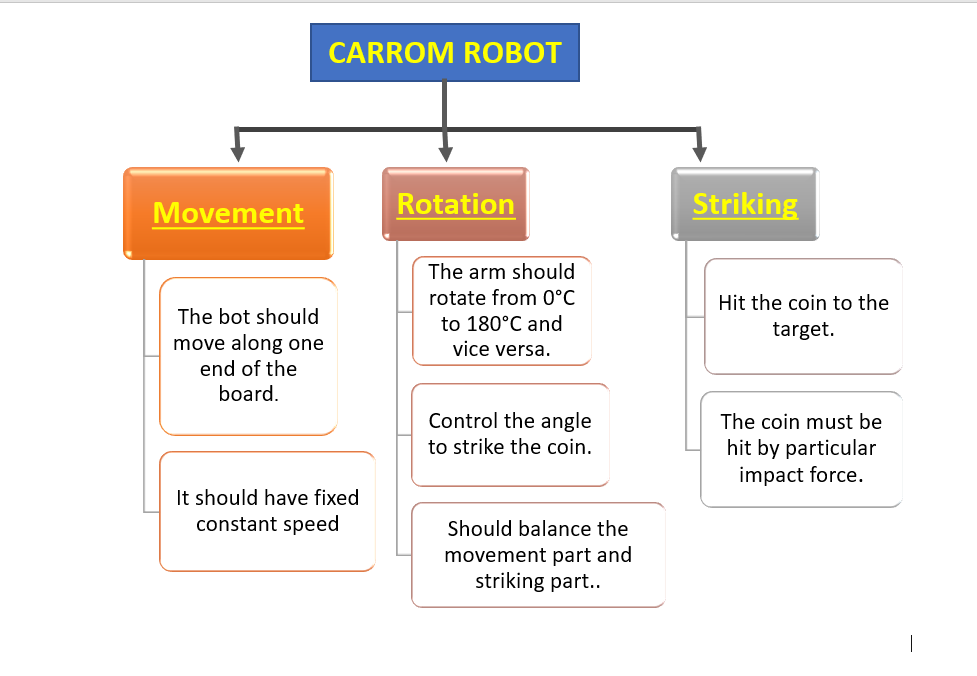 CARROM ROBOT
Movement
The bot should
move along one
end of the
board.
It should have fixed
constant speed
Rotation
The arm should
rotate from 0°C
to 180°C and
vice versa.
Control the angle
to strike the coin.
Should balance the
movement part and
striking part..
Striking
Hit the coin to the
target.
The coin must be
hit by particular
impact force.